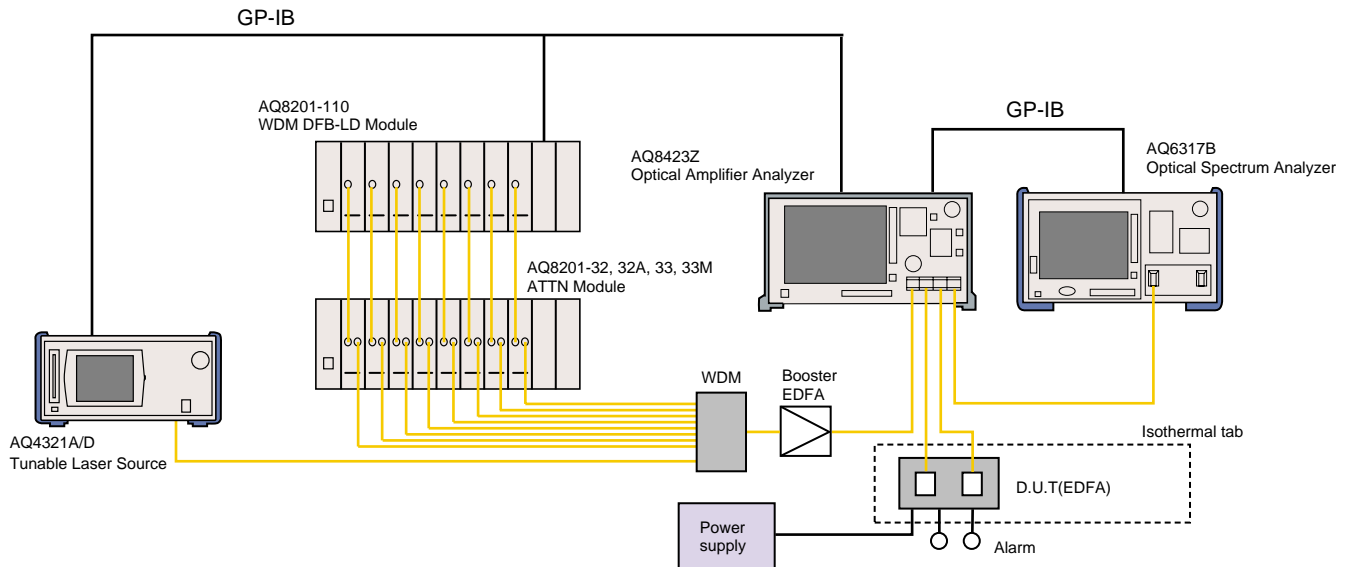 GP-IB
AQ8201-110
WDM DFB-LD Module
GP-IB
AQ8423Z
Optical Amplifier Analyzer
AQ6317B
Optical Spectrum Analyzer
AQ8201-32, 32A, 33, 33M
ATTN Module
WDM
Booster
EDFA
AQ4321A/D
Tunable Laser Source
Isothermal tab
D.U.T(EDFA)
Power
supply
Alarm